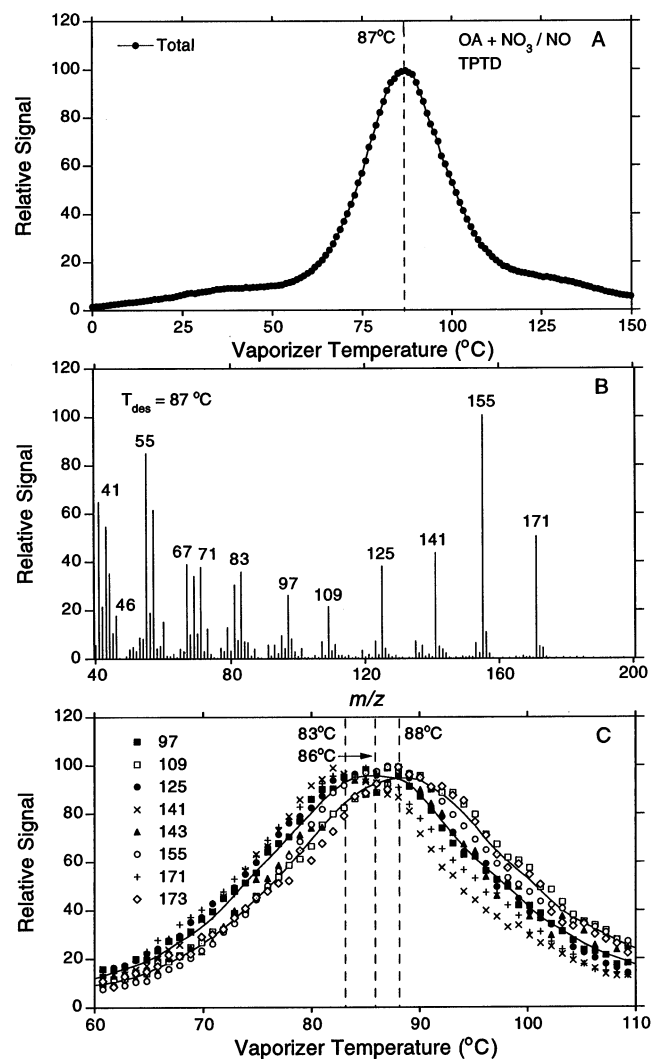 87°C
OA + NO3 / NO
A
Total
TPTD
120
100
80
60
40
20
0
Relative Signal
0 25 50 75 100 125 150
Vaporizer Temperature (°C)
Tdes = 87 °C
B
120
100
80
60
40
20
0
Relative Signal
41
46
55
67
71
83
97
109
125
141
155
171
40 80 120 160 200
m/z
83°C
86°C
88°C
C
97
109
125
141
143
155
171
173
120
100
80
60
40
20
0
Relative Signal
60 70 80 90 100 110
Vaporizer Temperature (°C)